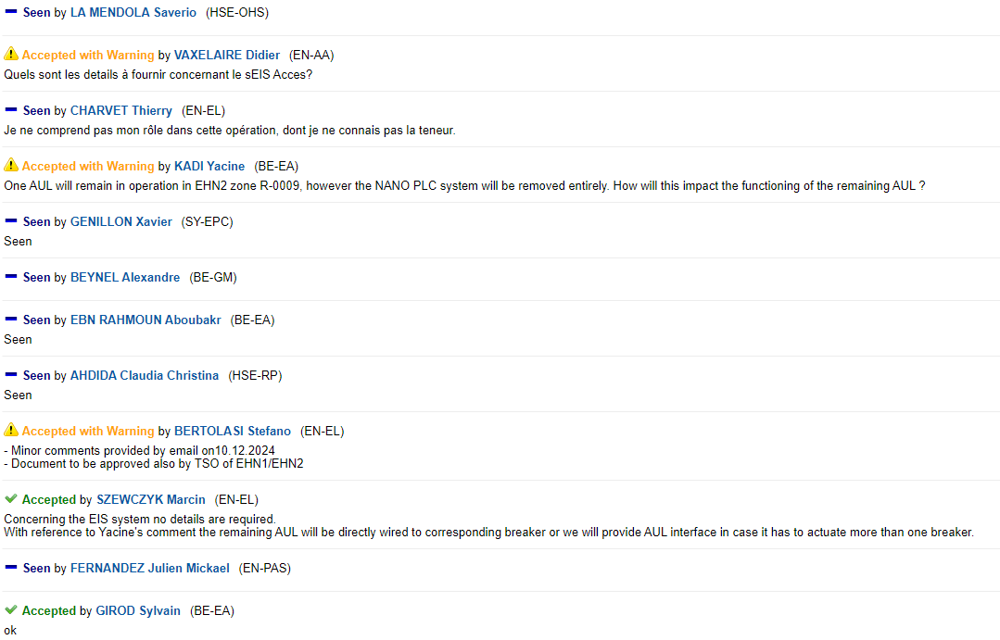 Seen by LA MENDOLA Saverio (HSE-OHS)
Accepted with Warning by VAXELAIRE Didier (EN-AA)
Quels sont les details à fournir concernant le sEIS Acces?
Seen by CHARVET Thierry (EN-EL)
Je ne comprend pas mon rôle dans cette opération, dont je ne connais pas la teneur.
Accepted with Warning by KADI Yacine (BE-EA)
One AUL will remain in operation in EHN2 zone R-0009, however the NANO PLC system will be removed entirely. How will this impact the functioning of the remaining AUL ?
Seen by GENILLON Xavier (SY-EPC)
Seen
Seen by BEYNEL Alexandre (BE-GM)
Seen by EBN RAHMOUN Aboubakr (BE-EA)
Seen
Seen by AHDIDA Claudia Christina (HSE-RP)
Seen
Accepted with Warning by BERTOLASI Stefano (EN-EL)
- Minor comments provided by email on10.12.2024
- Document to be approved also by TSO of EHN1/EHN2
Accepted by SZEWCZYK Marcin (EN-EL)
Concerning the EIS system no details are required.
With reference to Yacine's comment the remaining AUL will be directly wired to corresponding breaker or we will provide AUL interface in case it has to actuate more than one breaker.
Seen by FERNANDEZ Julien Mickael (EN-PAS)
Accepted by GIROD Sylvain (BE-EA)
ok